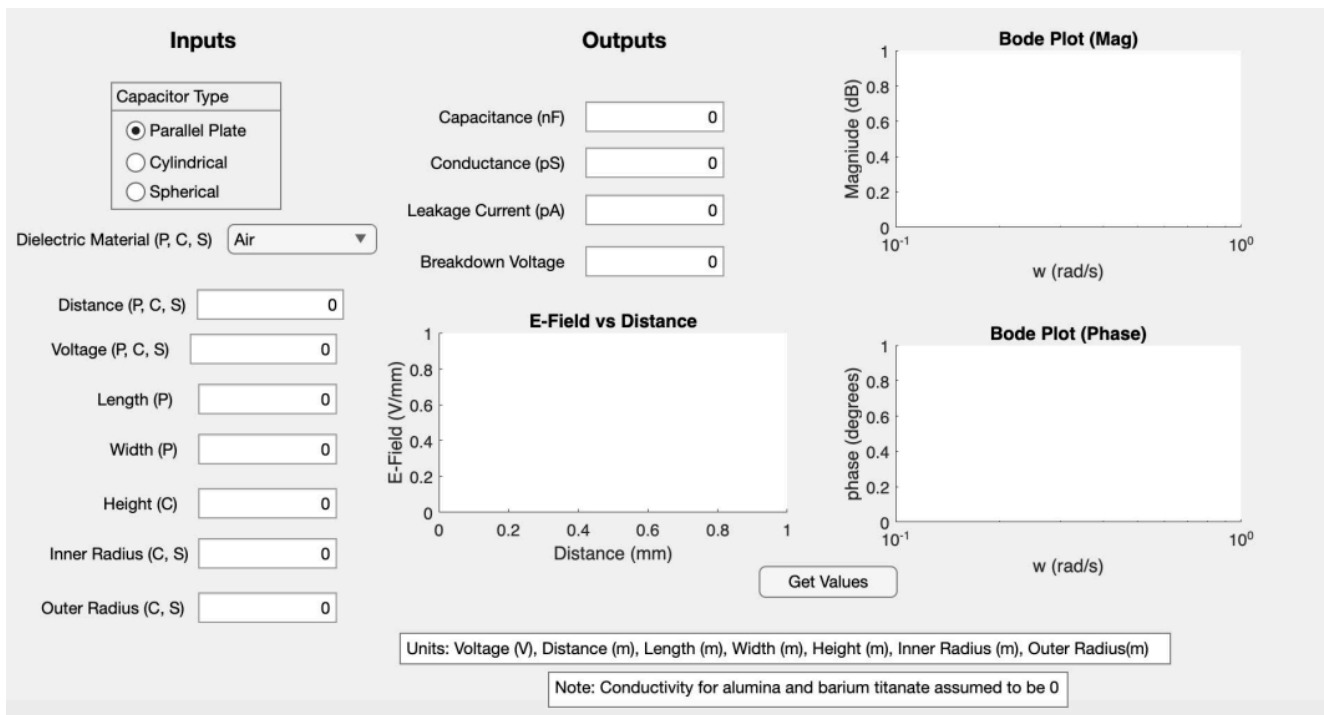 Inputs
Capacitor Type
Parallel Plate
Cylindrical
Spherical
Dielectric Material (P, C, S) Air
Distance (P, C, S) 0
Voltage (P, C, S) 0
Length (P) 0
Width (P) 0
Height (C) 0
Inner Radius (C, S) 0
Outer Radius (C, S) 0
Outputs
Capacitance (nF) 0
Conductance (pS) 0
Leakage Current (pA) 0
Breakdown Voltage 0
E-Field vs Distance
E-Field (V/mm)
1
0.8
0.6
0.4
0.2
0
0 0.2 0.4 0.6 0.8 1
Distance (mm)
Bode Plot (Mag)
Magniude (dB)
1
0.8
0.6
0.4
0.2
0
10⁻¹ 10⁰
w (rad/s)
Bode Plot (Phase)
phase (degrees)
1
0.8
0.6
0.4
0.2
0
10⁻¹ 10⁰
w (rad/s)
Get Values
Units: Voltage (V), Distance (m), Length (m), Width (m), Height (m), Inner Radius (m), Outer Radius(m)
Note: Conductivity for alumina and barium titanate assumed to be 0